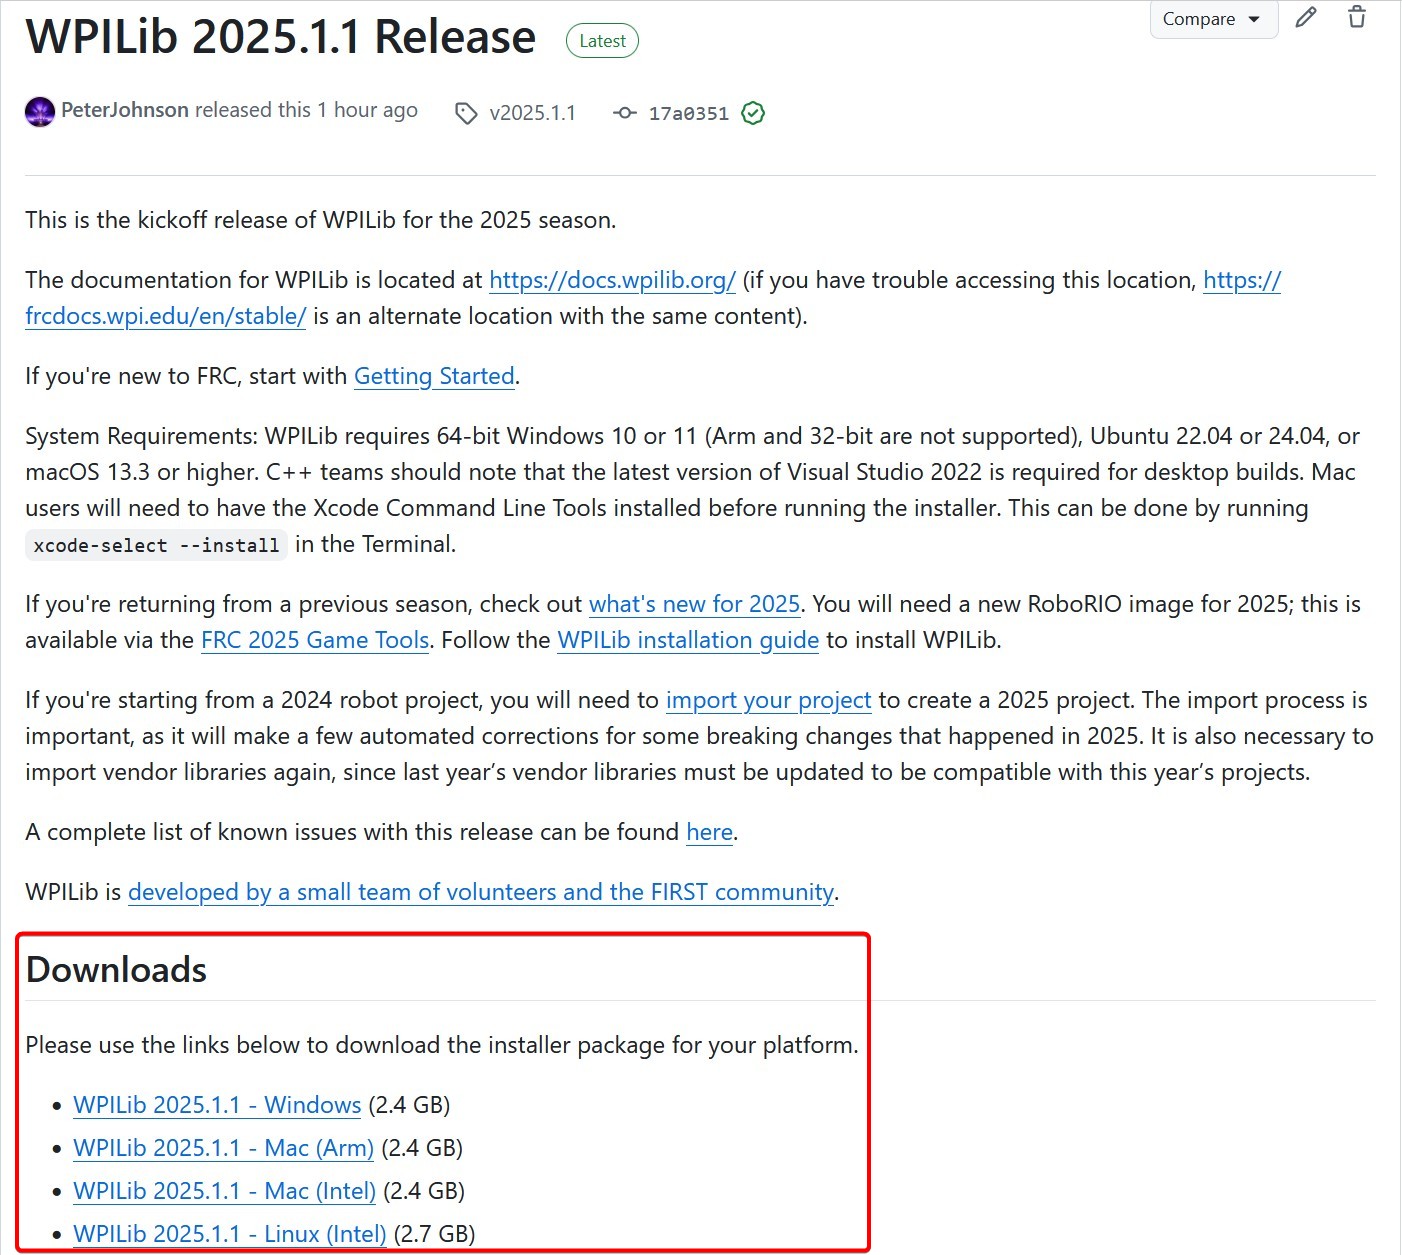 WPILib 2025.1.1 Release
Latest
Compare
PeterJohnson released this 1 hour ago
v2025.1.1
17a0351
This is the kickoff release of WPILib for the 2025 season.
The documentation for WPILib is located at https://docs.wpilib.org/ (if you have trouble accessing this location, https://
frcdocs.wpi.edu/en/stable/ is an alternate location with the same content).
If you're new to FRC, start with Getting Started.
System Requirements: WPILib requires 64-bit Windows 10 or 11 (Arm and 32-bit are not supported), Ubuntu 22.04 or 24.04, or
macOS 13.3 or higher. C++ teams should note that the latest version of Visual Studio 2022 is required for desktop builds. Mac
users will need to have the Xcode Command Line Tools installed before running the installer. This can be done by running
xcode-select --install in the Terminal.
If you're returning from a previous season, check out what's new for 2025. You will need a new RoboRIO image for 2025; this is
available via the FRC 2025 Game Tools. Follow the WPILib installation guide to install WPILib.
If you're starting from a 2024 robot project, you will need to import your project to create a 2025 project. The import process is
important, as it will make a few automated corrections for some breaking changes that happened in 2025. It is also necessary to
import vendor libraries again, since last year’s vendor libraries must be updated to be compatible with this year’s projects.
A complete list of known issues with this release can be found here.
WPILib is developed by a small team of volunteers and the FIRST community.
Downloads
Please use the links below to download the installer package for your platform.
• WPILib 2025.1.1 - Windows (2.4 GB)
• WPILib 2025.1.1 - Mac (Arm) (2.4 GB)
• WPILib 2025.1.1 - Mac (Intel) (2.4 GB)
• WPILib 2025.1.1 - Linux (Intel) (2.7 GB)